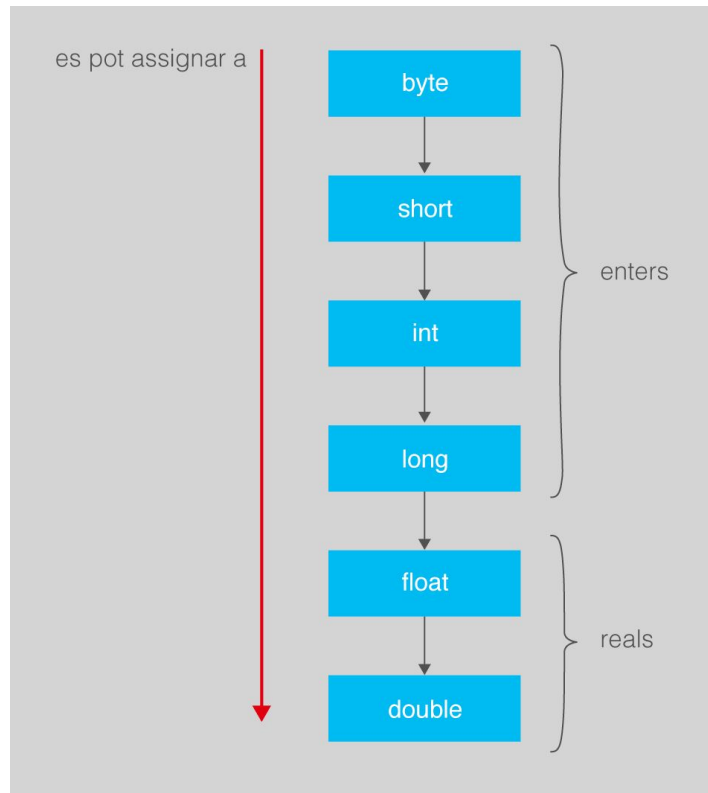 es pot assignar a
byte
short
int
enters
long
float
reals
double